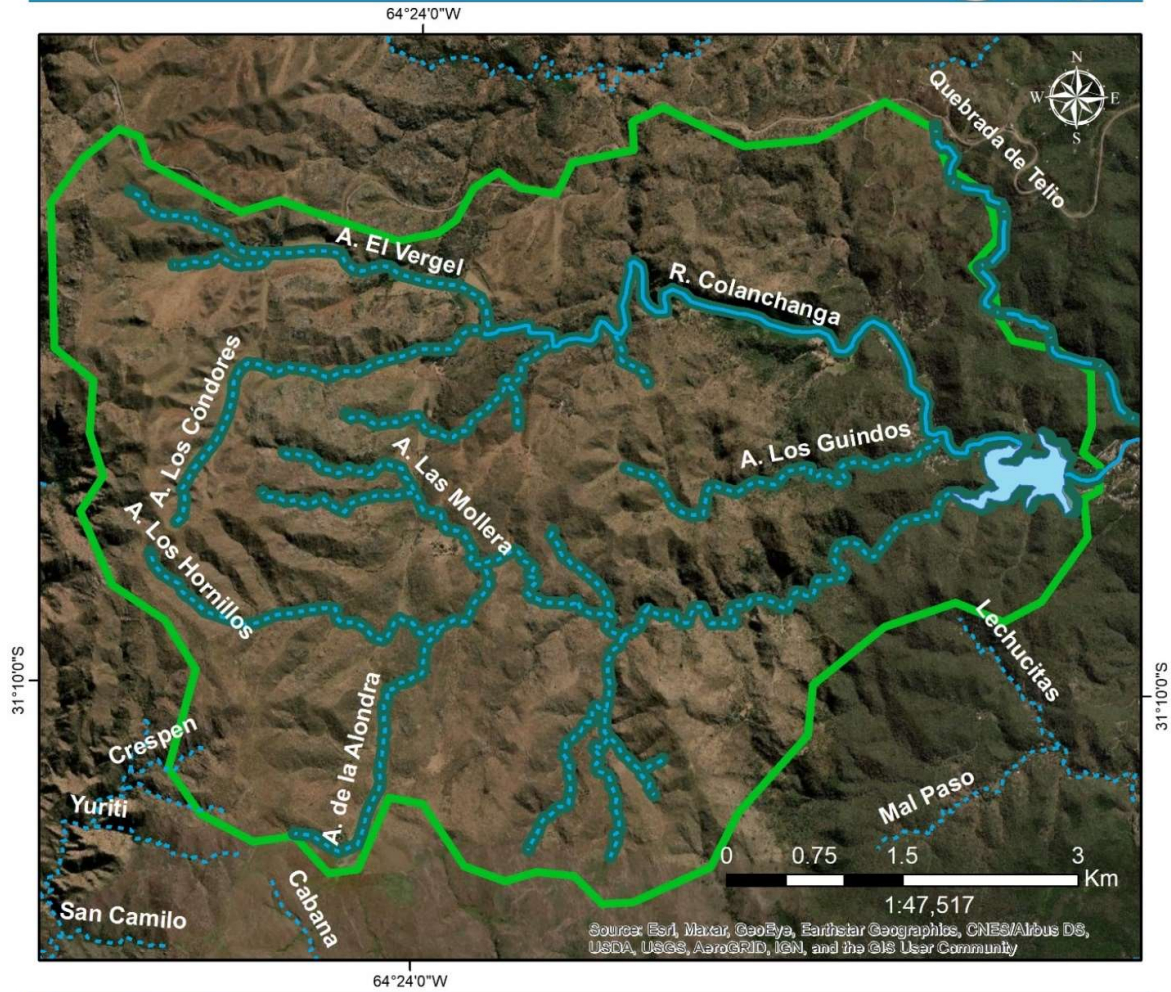 64°24'0"W
N
W E
S
Quebrada de Telio
A. El Vergel
R. Colanchanga
A. Los Cóndores
A. Las Mollera
A. Los Guindos
A. Los Hornillos
Lechucitas
31°10'0"S
31°10'0"S
A. de la Alondra
Crespen
Yuriti
Mal Paso
0 0.75 1.5 3
Km
1:47,517
Cabana
San Camilo
Source: Esri, Maxar, GeoEye, Earthstar Geographics, CNES/Airbus DS,
USDA, USGS, AeroGRID, IGN, and the GIS User Community
64°24'0"W